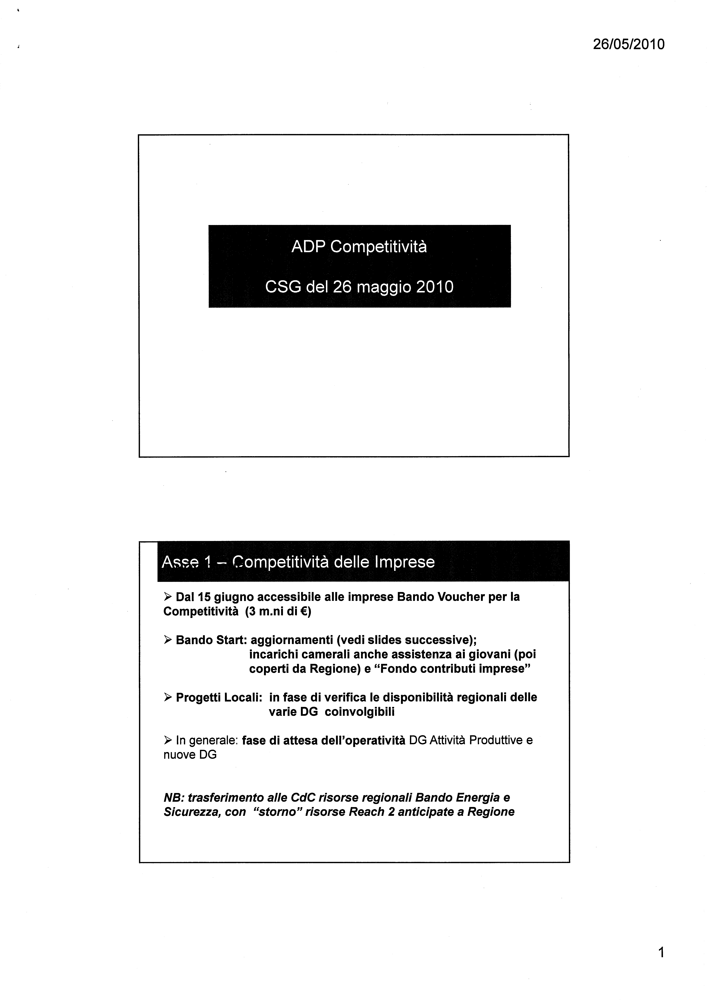 26/05/2010
ADP Competitività
CSG del 26 maggio 2010
Asse 1 – Competitività delle Imprese
➢ Dal 15 giugno accessibile alle imprese Bando Voucher per la
Competitività (3 m.ni di €)
➢ Bando Start: aggiornamenti (vedi slides successive);
incarichi camerali anche assistenza ai giovani (poi
coperti da Regione) e “Fondo contributi imprese”
➢ Progetti Locali: in fase di verifica le disponibilità regionali delle
varie DG coinvolgibili
➢ In generale: fase di attesa dell’operatività DG Attività Produttive e
nuove DG
NB: trasferimento alle CdC risorse regionali Bando Energia e
Sicurezza, con “storno” risorse Reach 2 anticipate a Regione
1